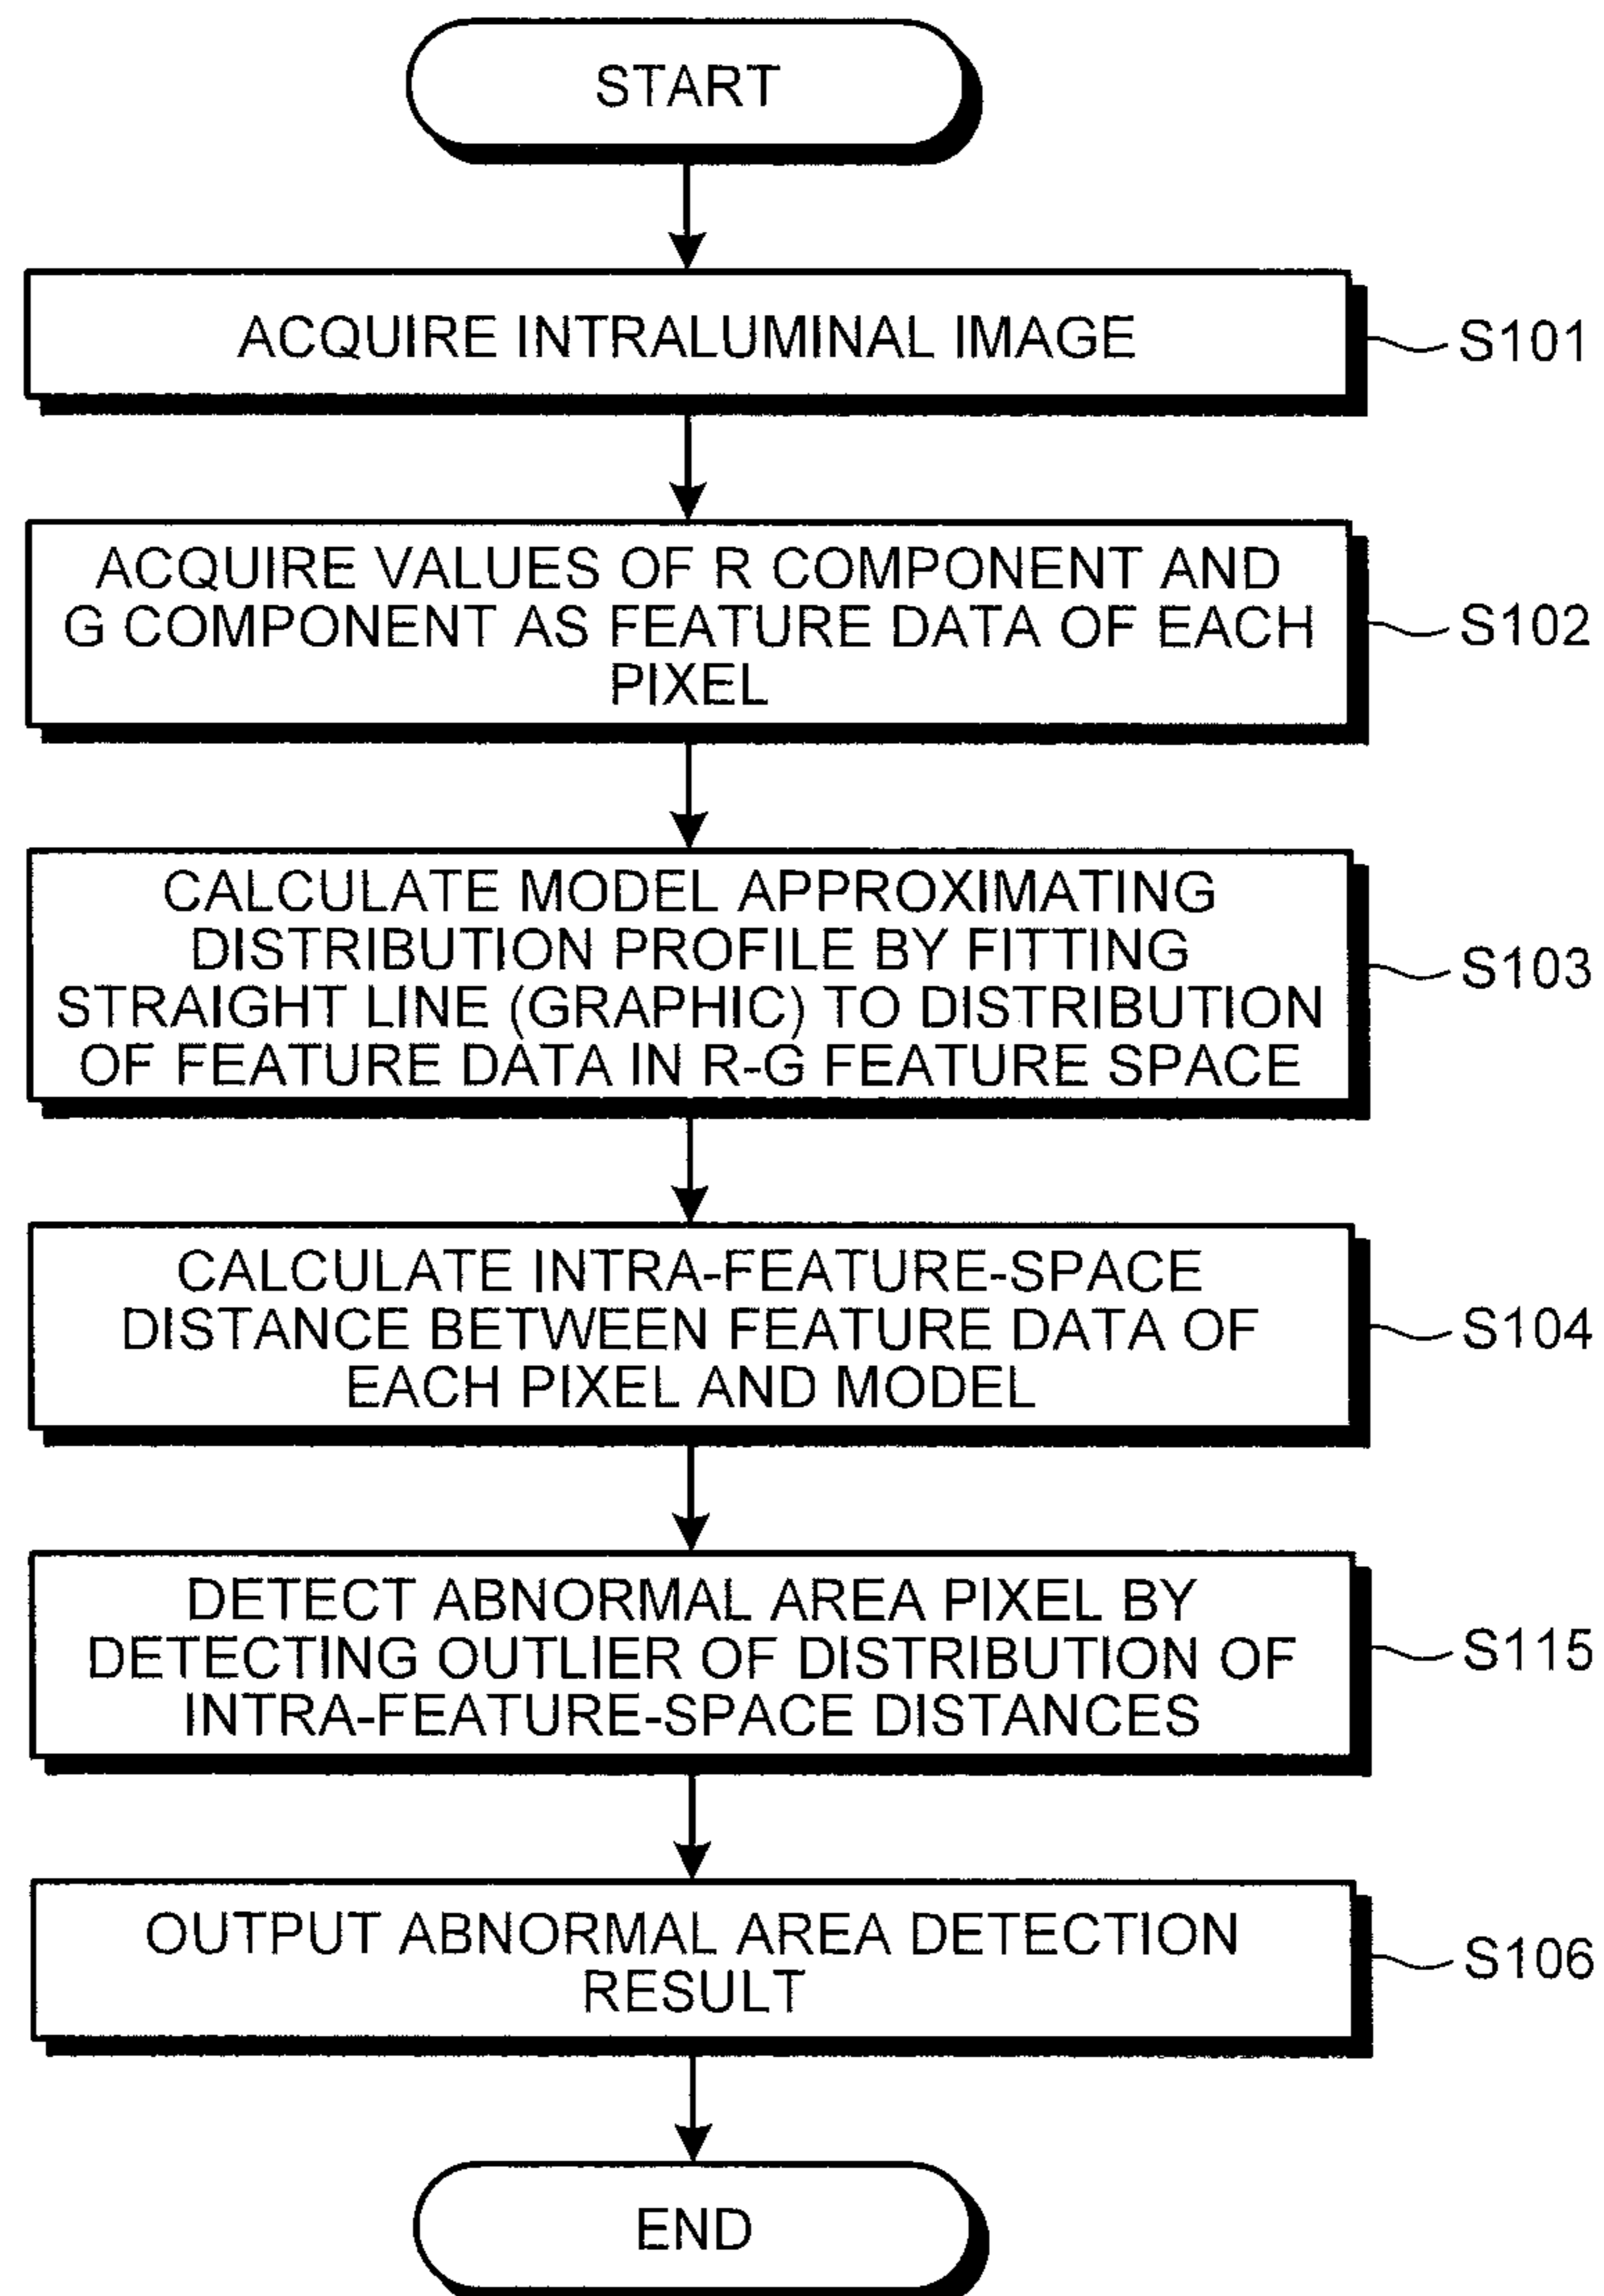 START
ACQUIRE INTRALUMINAL IMAGE
S101
ACQUIRE VALUES OF R COMPONENT AND
G COMPONENT AS FEATURE DATA OF EACH
PIXEL
S102
CALCULATE MODEL APPROXIMATING
DISTRIBUTION PROFILE BY FITTING
STRAIGHT LINE (GRAPHIC) TO DISTRIBUTION
OF FEATURE DATA IN R-G FEATURE SPACE
S103
CALCULATE INTRA-FEATURE-SPACE
DISTANCE BETWEEN FEATURE DATA OF
EACH PIXEL AND MODEL
S104
DETECT ABNORMAL AREA PIXEL BY
DETECTING OUTLIER OF DISTRIBUTION OF
INTRA-FEATURE-SPACE DISTANCES
S115
OUTPUT ABNORMAL AREA DETECTION
RESULT
S106
END